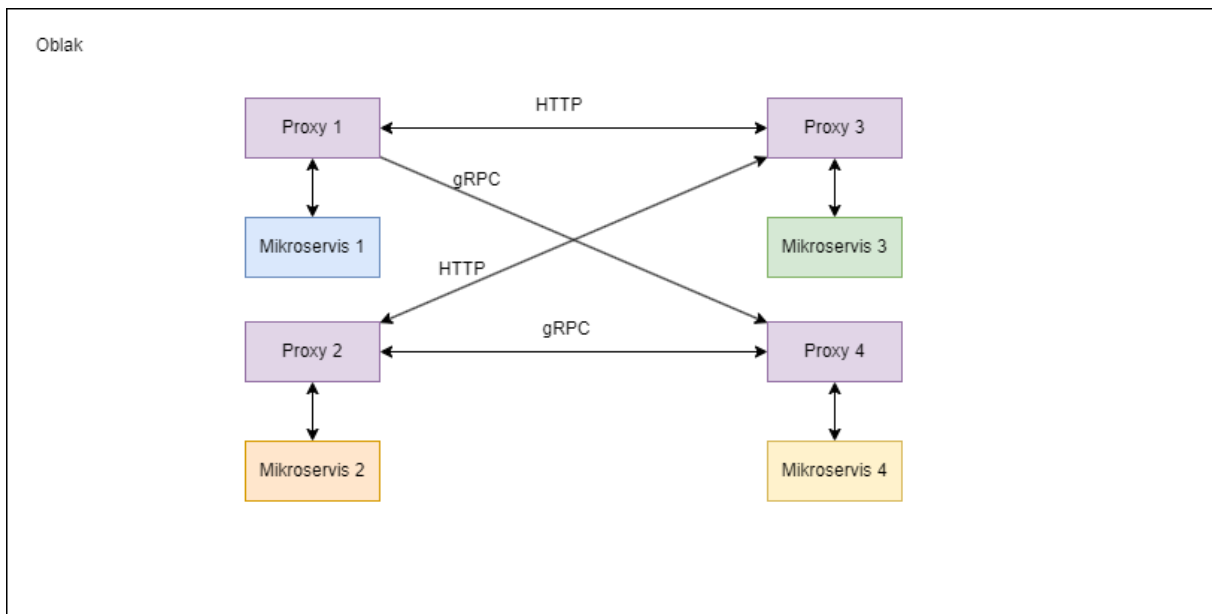 Oblak
HTTP
Proxy 1
Proxy 3
gRPC
Mikroservis 1
Mikroservis 3
HTTP
gRPC
Proxy 2
Proxy 4
Mikroservis 2
Mikroservis 4